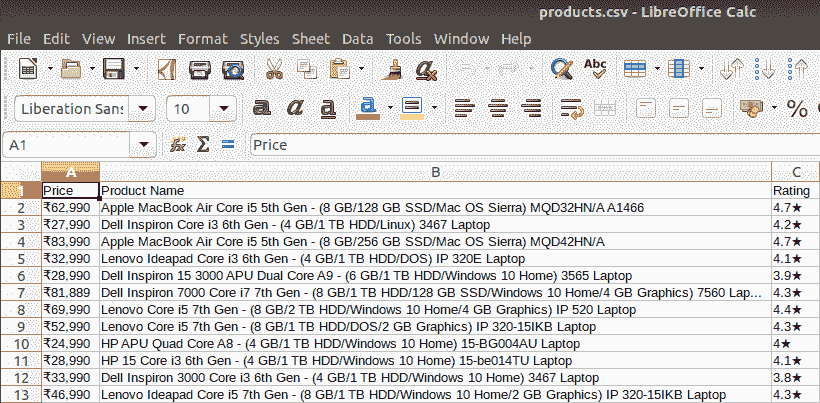 products.csv - LibreOffice Calc
File Edit View Insert Format Styles Sheet Data Tools Window Help
Abc
Liberation Sans 10 a a a a %
A1 fx Σ = Price
A B C
1 Price Product Name Rating
2 ₹62,990 Apple MacBook Air Core i5 5th Gen - (8 GB/128 GB SSD/Mac OS Sierra) MQD32HN/A A1466 4.7★
3 ₹27,990 Dell Inspiron Core i3 6th Gen - (4 GB/1 TB HDD/Linux) 3467 Laptop 4.2★
4 ₹83,990 Apple MacBook Air Core i5 5th Gen - (8 GB/256 GB SSD/Mac OS Sierra) MQD42HN/A 4.7★
5 ₹32,990 Lenovo Ideapad Core i3 6th Gen - (4 GB/1 TB HDD/DOS) IP 320E Laptop 4.1★
6 ₹28,990 Dell Inspiron 15 3000 APU Dual Core A9 - (6 GB/1 TB HDD/Windows 10 Home) 3565 Laptop 3.9★
7 ₹81,889 Dell Inspiron 7000 Core i7 7th Gen - (8 GB/1 TB HDD/128 GB SSD/Windows 10 Home/4 GB Graphics) 7560 Lap... 4.3★
8 ₹69,990 Lenovo Core i5 7th Gen - (8 GB/2 TB HDD/Windows 10 Home/4 GB Graphics) IP 520 Laptop 4.4★
9 ₹52,990 Lenovo Core i5 7th Gen - (8 GB/1 TB HDD/DOS/2 GB Graphics) IP 320-15IKB Laptop 4.3★
10 ₹24,990 HP APU Quad Core A8 - (4 GB/1 TB HDD/Windows 10 Home) 15-BG004AU Laptop 4★
11 ₹28,990 HP 15 Core i3 6th Gen - (4 GB/1 TB HDD/Windows 10 Home) 15-be014TU Laptop 4.1★
12 ₹33,990 Dell Inspiron 3000 Core i3 6th Gen - (4 GB/1 TB HDD/Windows 10 Home) 3467 Laptop 3.8★
13 ₹46,990 Lenovo Ideapad Core i5 7th Gen - (8 GB/1 TB HDD/Windows 10 Home/2 GB Graphics) IP 320-15IKB Laptop 4.3★